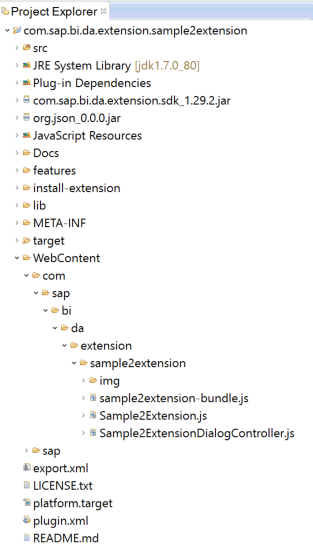 Project Explorer
com.sap.bi.da.extension.sample2extension
src
JRE System Library [jdk1.7.0_80]
Plug-in Dependencies
com.sap.bi.da.extension.sdk_1.29.2.jar
org.json_0.0.0.jar
JavaScript Resources
Docs
features
install-extension
lib
META-INF
target
WebContent
com
sap
bi
da
extension
sample2extension
img
sample2extension-bundle.js
Sample2Extension.js
Sample2ExtensionDialogController.js
sap
export.xml
LICENSE.txt
platform.target
plugin.xml
README.md